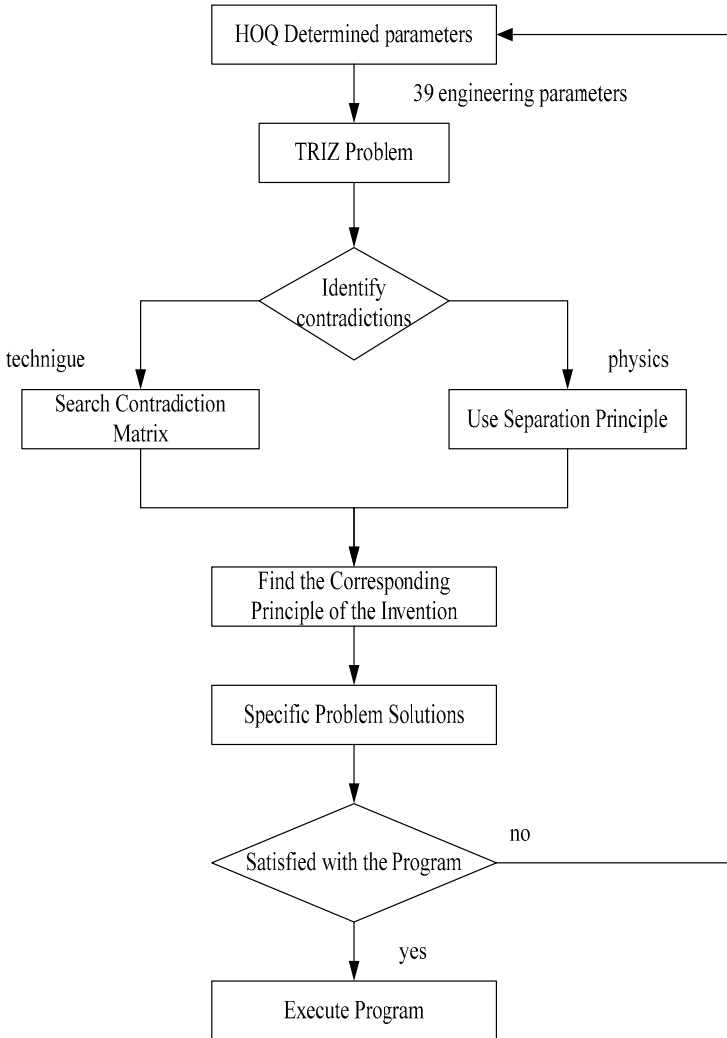 HOQ Determined parameters
39 engineering parameters
TRIZ Problem
Identify
contradictions
technigue
physics
Search Contradiction
Matrix
Use Separation Principle
Find the Corresponding
Principle of the Invention
Specific Problem Solutions
no
Satisfied with the Program
yes
Execute Program